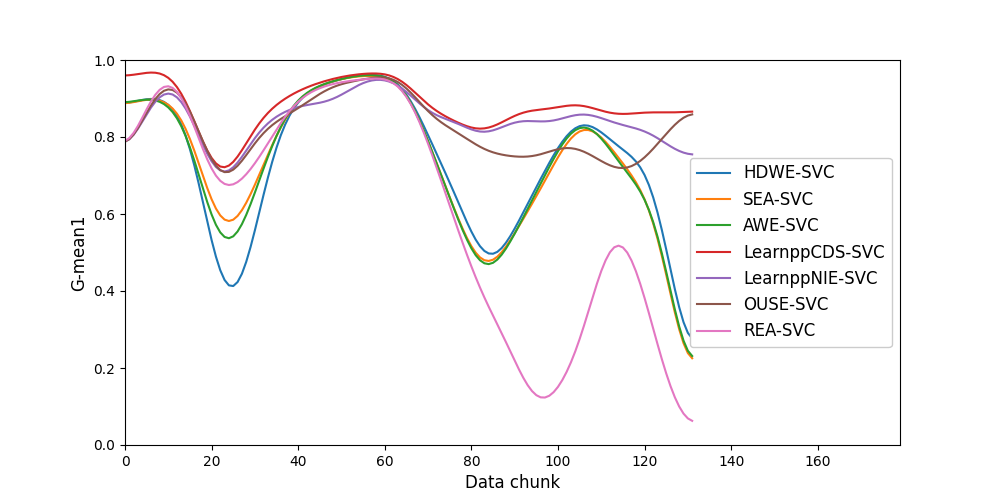 1.0
0.8
0.6
0.4
0.2
0.0
G-mean1
0
20
40
60
80
100
120
140
160
Data chunk
HDWE-SVC
SEA-SVC
AWE-SVC
LearnppCDS-SVC
LearnppNIE-SVC
OUSE-SVC
REA-SVC